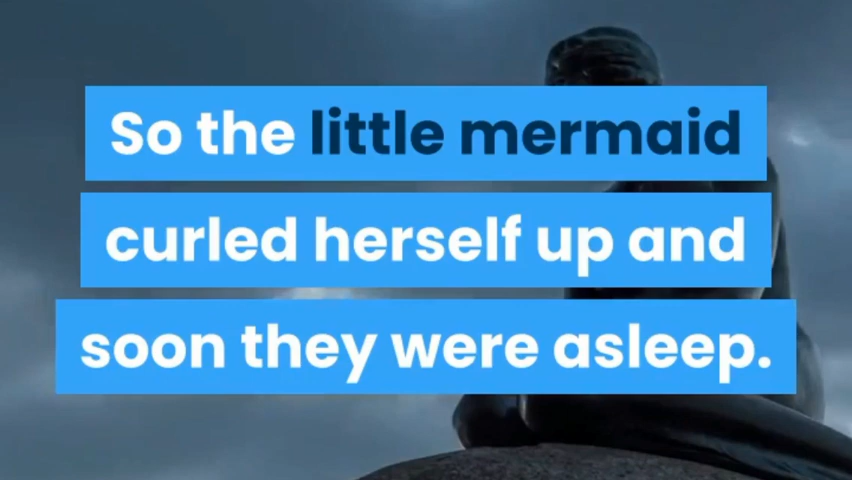 So the little mermaid
curled herself up and
soon they were asleep.